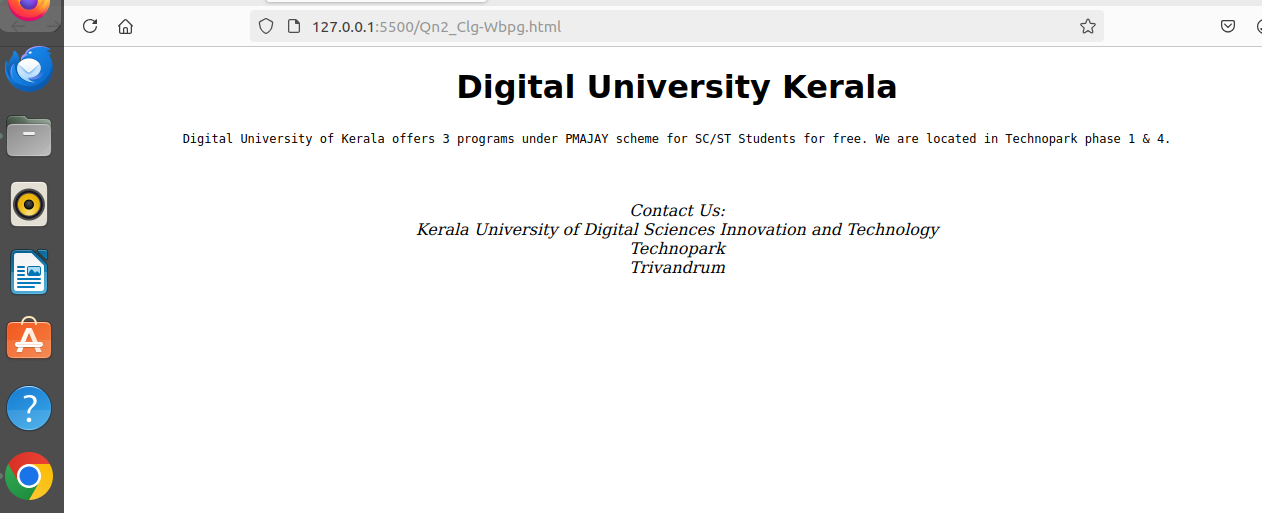 127.0.0.1:5500/Qn2_Clg-Wbpg.html
Digital University Kerala
Digital University of Kerala offers 3 programs under PMAJAY scheme for SC/ST Students for free. We are located in Technopark phase 1 & 4.
Contact Us:
Kerala University of Digital Sciences Innovation and Technology
Technopark
Trivandrum